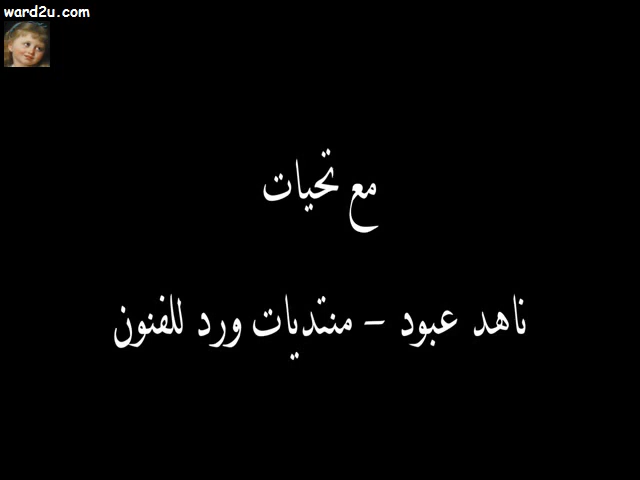 ward2u.com
مع تحيات
ناهد عبود - منتديات ورد للفنون